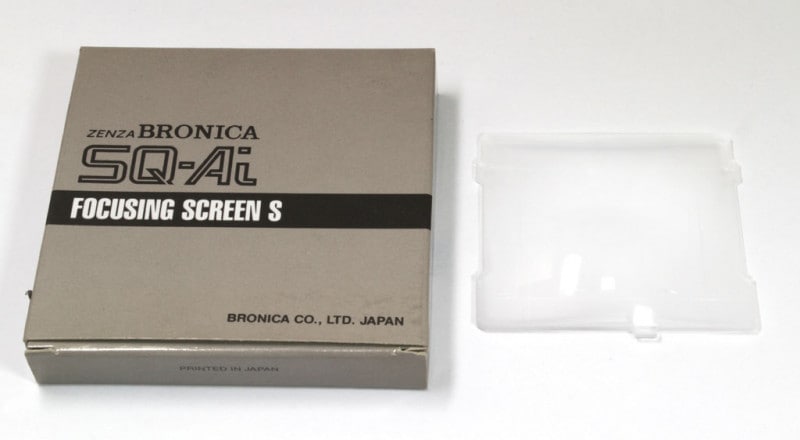 ZENZA BRONICA
SQ-Ai
FOCUSING SCREEN S
BRONICA CO., LTD. JAPAN
PRINTED IN JAPAN